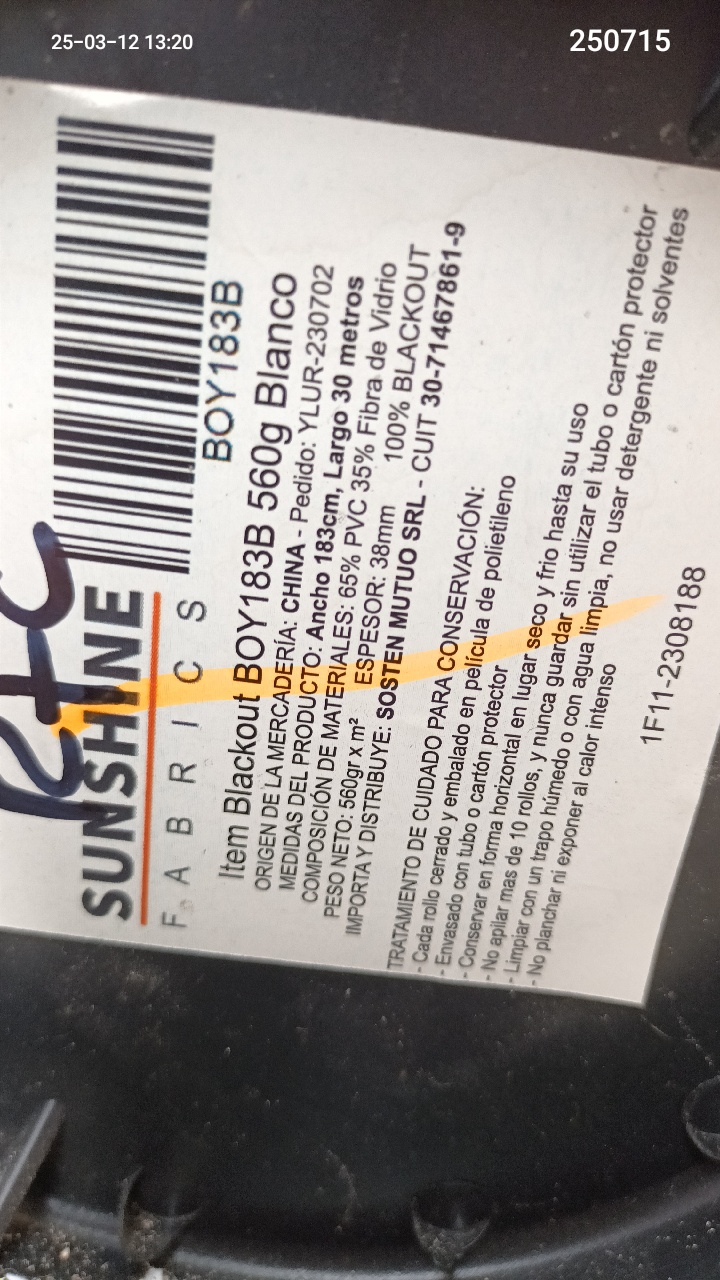 25-03-12 13:20
250715
RTC
SUNSHINE
FABRICS
BOY183B
Item Blackout BOY183B 560g Blanco
ORIGEN DE LA MERCADERÍA: CHINA - Pedido: YLUR-230702
MEDIDAS DEL PRODUCTO: Ancho 183cm, Largo 30 metros
COMPOSICIÓN DE MATERIALES: 65% PVC 35% Fibra de Vidrio
PESO NETO: 560gr x m² ESPESOR: 38mm 100% BLACKOUT
IMPORTA Y DISTRIBUYE: SOSTEN MUTUO SRL - CUIT 30-71467861-9
TRATAMIENTO DE CUIDADO PARA CONSERVACIÓN:
- Cada rollo cerrado y embalado en película de polietileno
- Envasado con tubo o cartón protector
- Conservar en forma horizontal en lugar seco y frio hasta su uso
- No apilar mas de 10 rollos, y nunca guardar sin utilizar el tubo o cartón protector
- Limpiar con un trapo húmedo o con agua limpia, no usar detergente ni solventes
- No planchar ni exponer al calor intenso
1F11-2308188